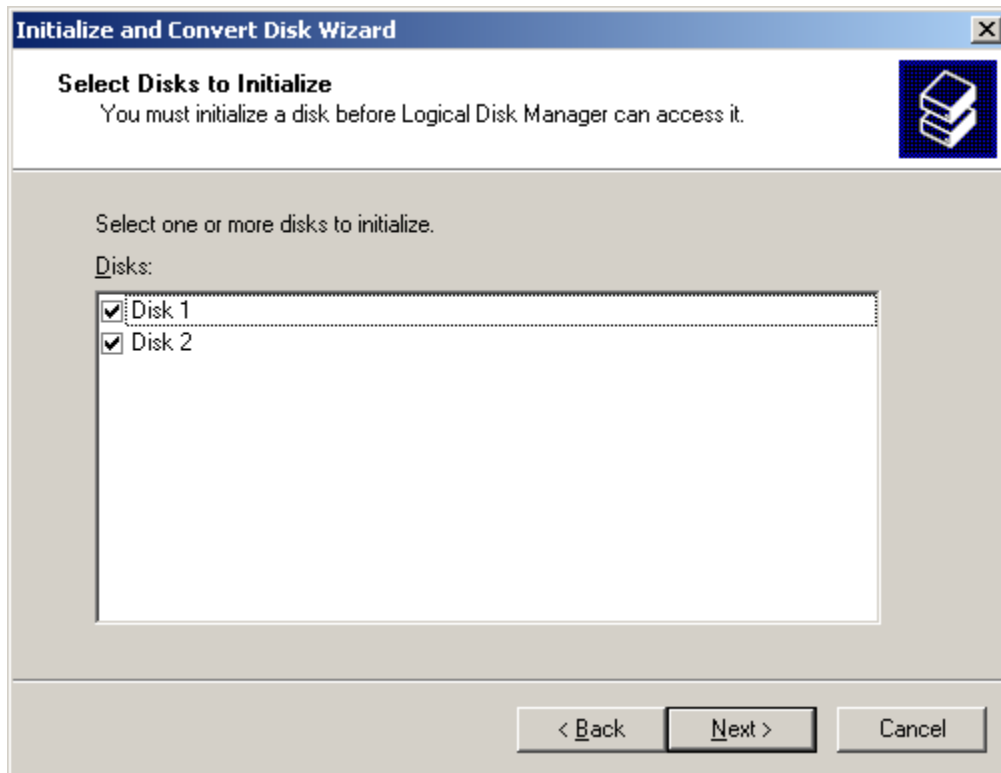 Initialize and Convert Disk Wizard
Select Disks to Initialize
You must initialize a disk before Logical Disk Manager can access it.
Select one or more disks to initialize.
Disks:
Disk 1
Disk 2
< Back Next > Cancel